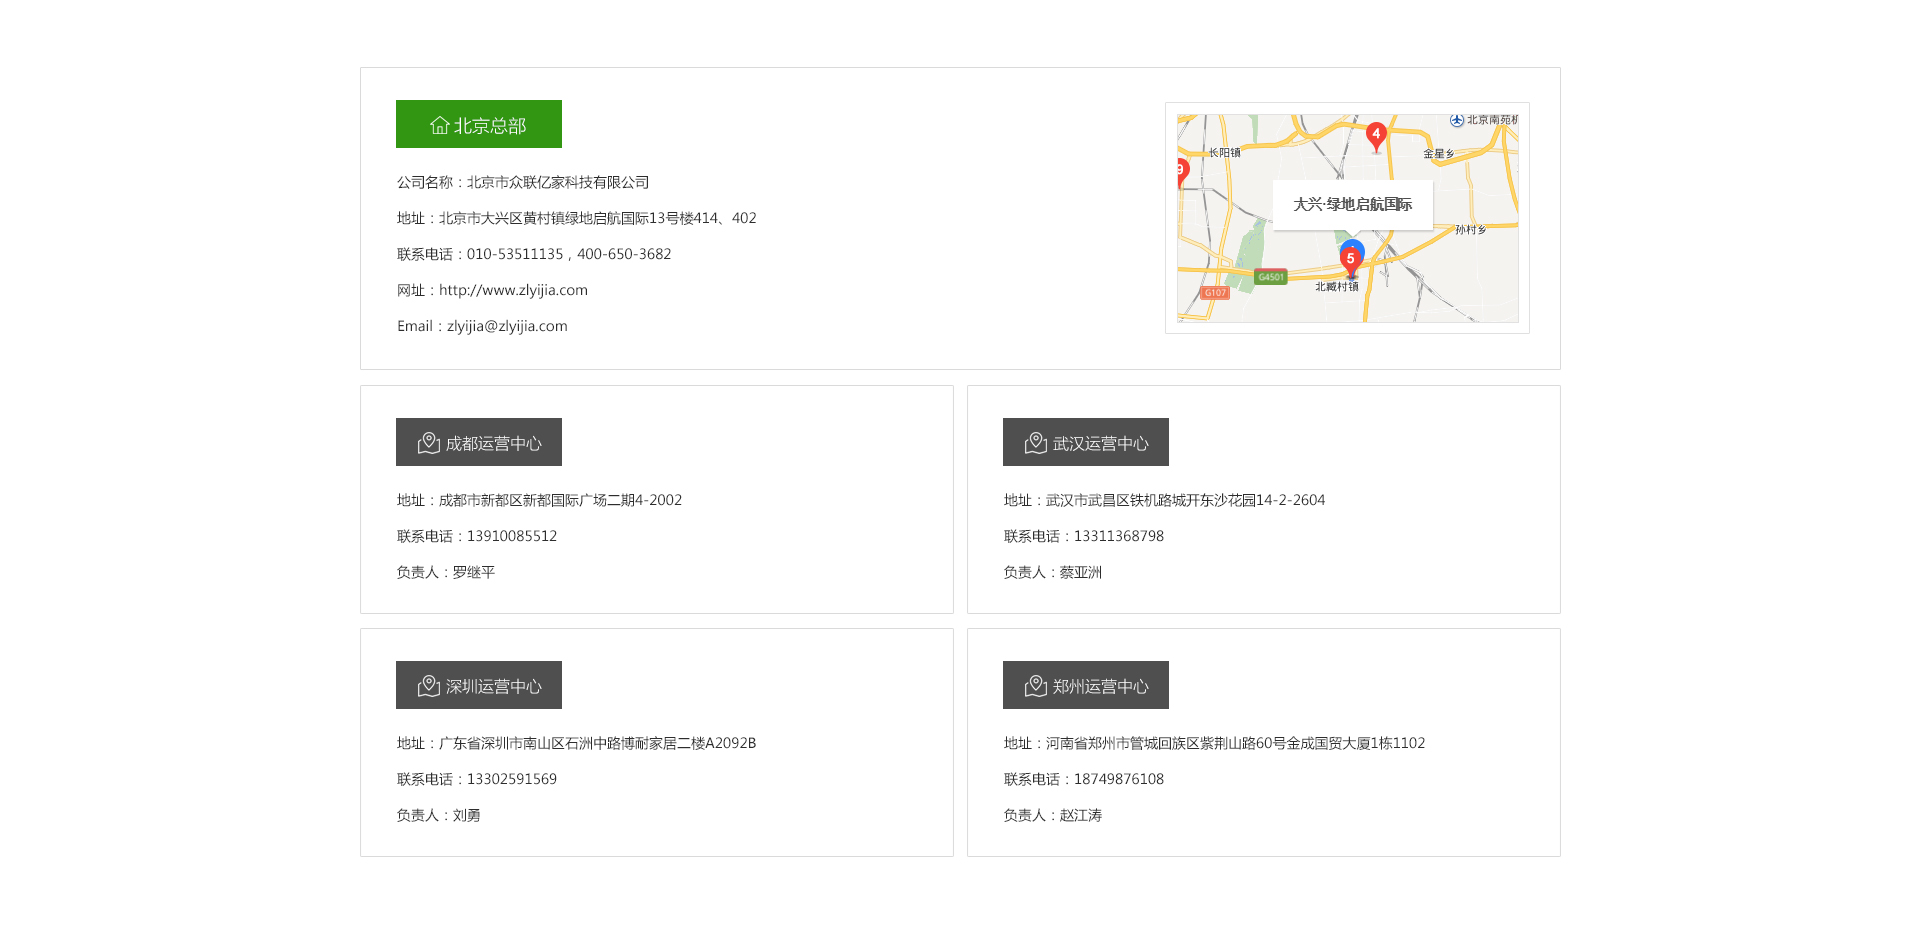 北京总部
公司名称：北京市众联亿家科技有限公司
地址：北京市大兴区黄村镇绿地启航国际13号楼414、402
联系电话：010-53511135，400-650-3682
网址：http://www.zlyijia.com
Email：zlyijia@zlyijia.com
北京南苑机
4
长阳镇
金星乡
9
大兴·绿地启航国际
孙村乡
5
G4501
北臧村镇
G107
成都运营中心
地址：成都市新都区新都国际广场二期4-2002
联系电话：13910085512
负责人：罗继平
武汉运营中心
地址：武汉市武昌区铁机路城开东沙花园14-2-2604
联系电话：13311368798
负责人：蔡亚洲
深圳运营中心
地址：广东省深圳市南山区石洲中路博耐家居二楼A2092B
联系电话：13302591569
负责人：刘勇
郑州运营中心
地址：河南省郑州市管城回族区紫荆山路60号金成国贸大厦1栋1102
联系电话：18749876108
负责人：赵江涛